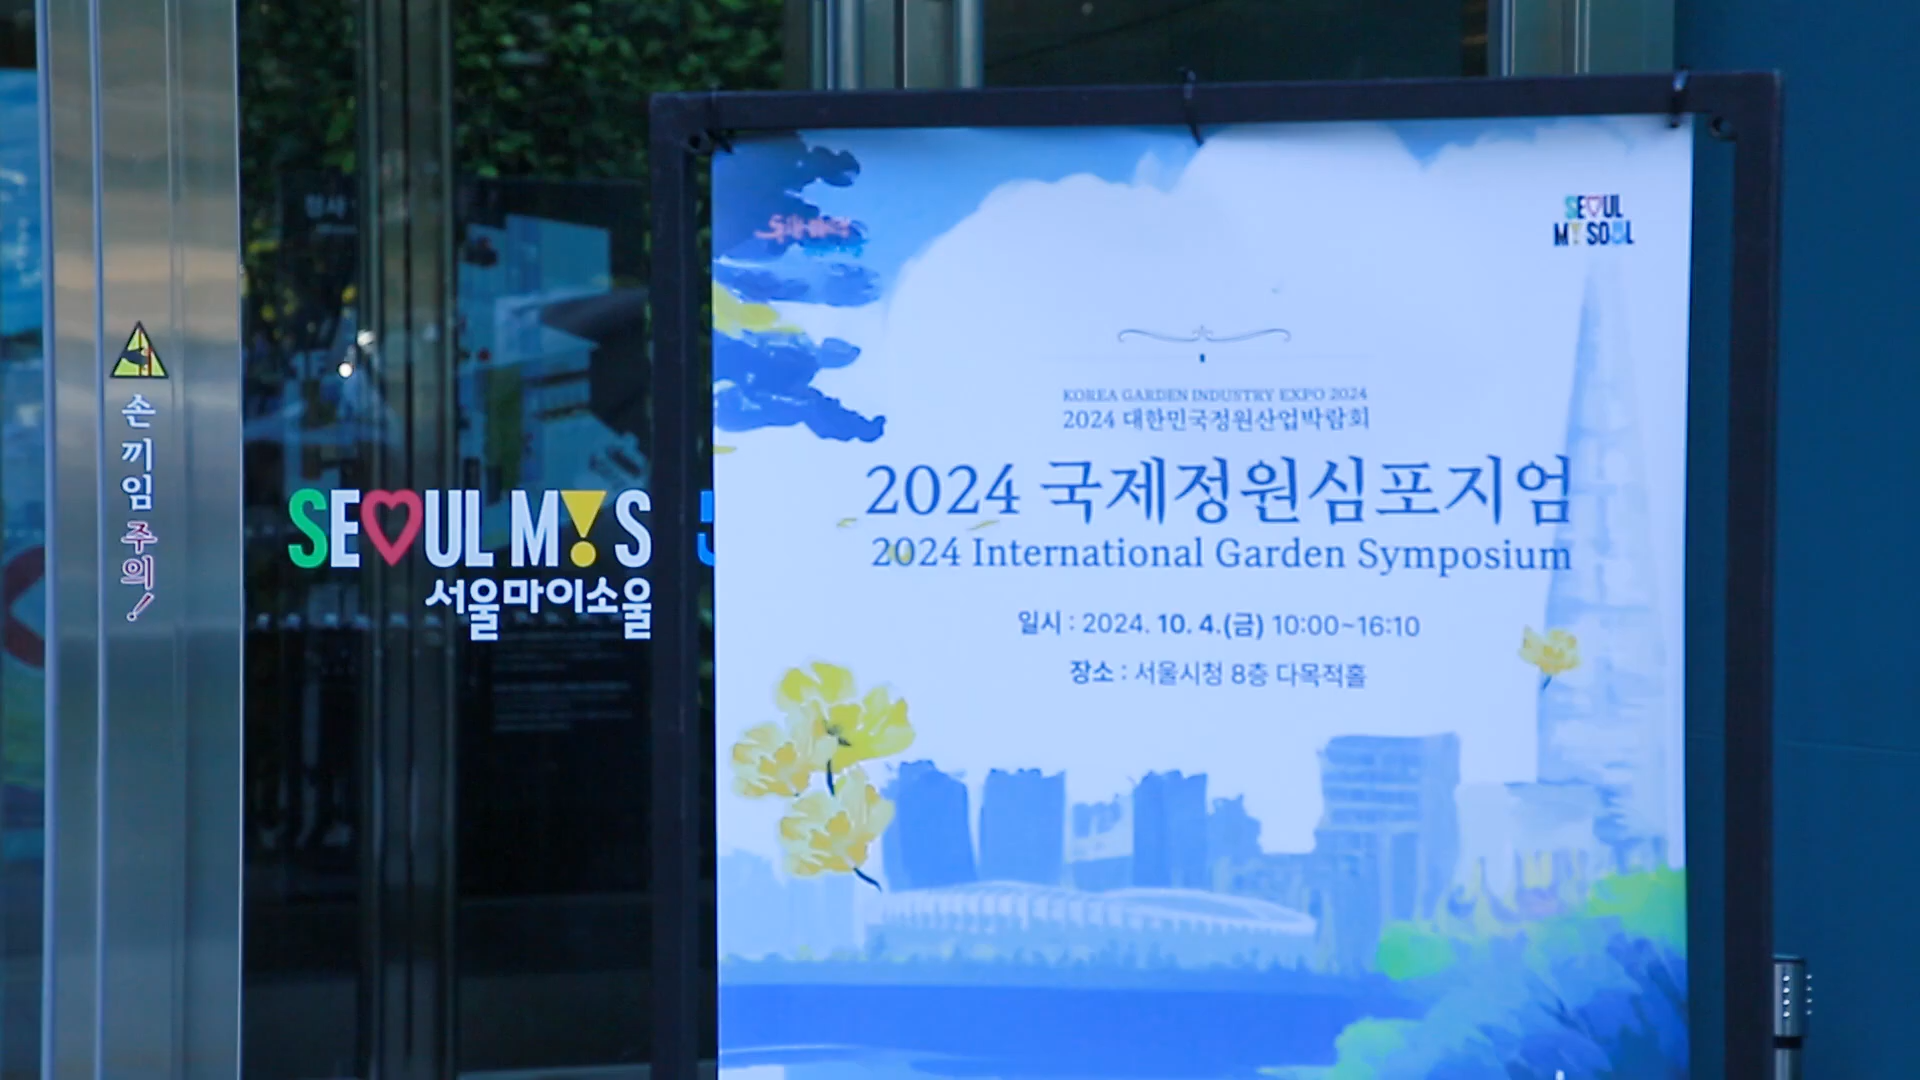 손끼임주의!
SEOUL MY S
서울마이소울
SEOUL
MY SOUL
KOREA GARDEN INDUSTRY EXPO 2024
2024 대한민국정원산업박람회
2024 국제정원심포지엄
2024 International Garden Symposium
일시 : 2024. 10. 4.(금) 10:00~16:10
장소 : 서울시청 8층 다목적홀